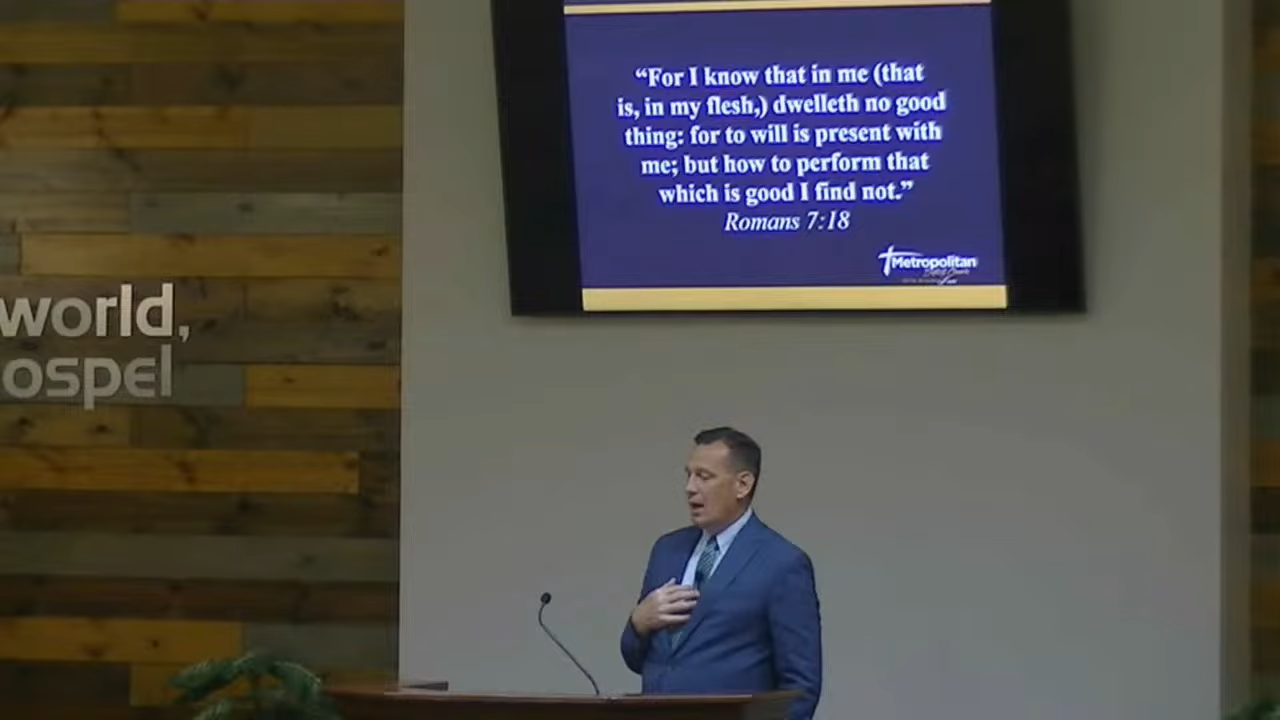 “For I know that in me (that
is, in my flesh,) dwelleth no good
thing: for to will is present with
me; but how to perform that
which is good I find not.”
Romans 7:18
Metropolitan
world,
ospel